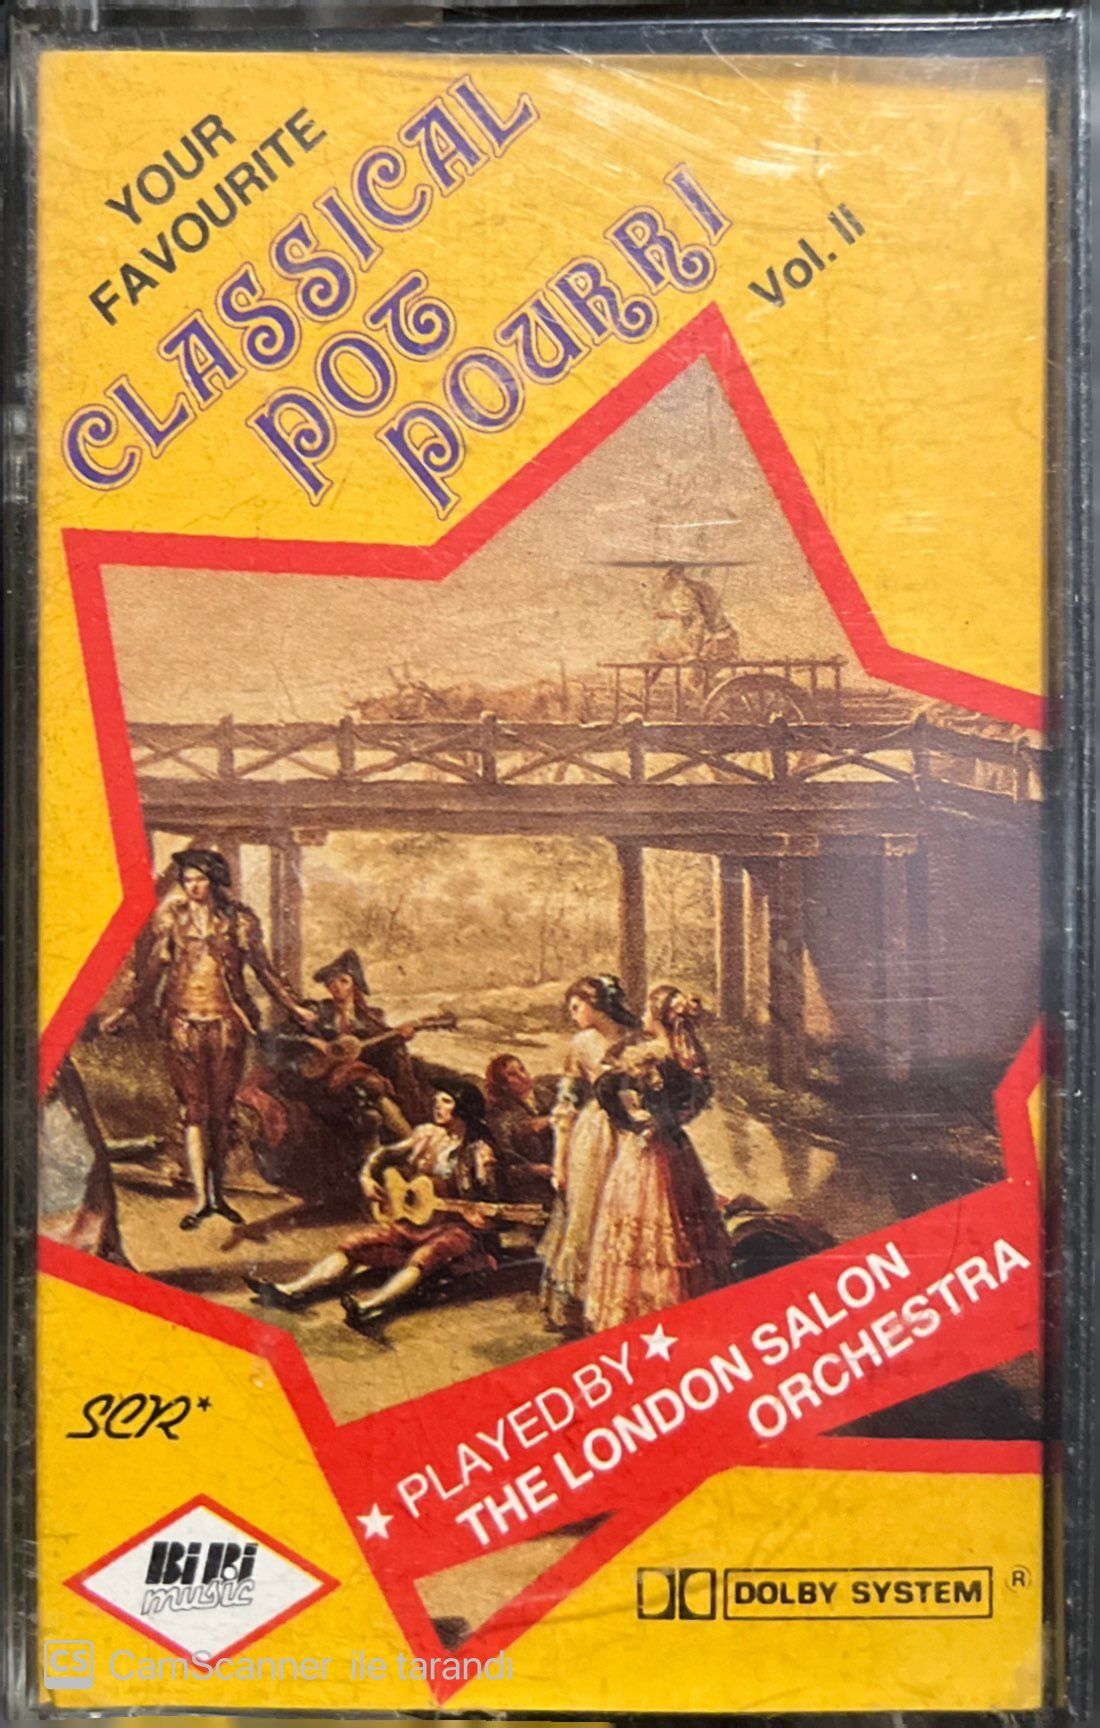 YOUR
FAVOURITE
CLASSICAL
POT
POURRI
Vol. II
★ PLAYED BY ★
THE LONDON SALON
ORCHESTRA
SCR*
BiBi
music
DOLBY SYSTEM ®
CS CamScanner ile tarandı